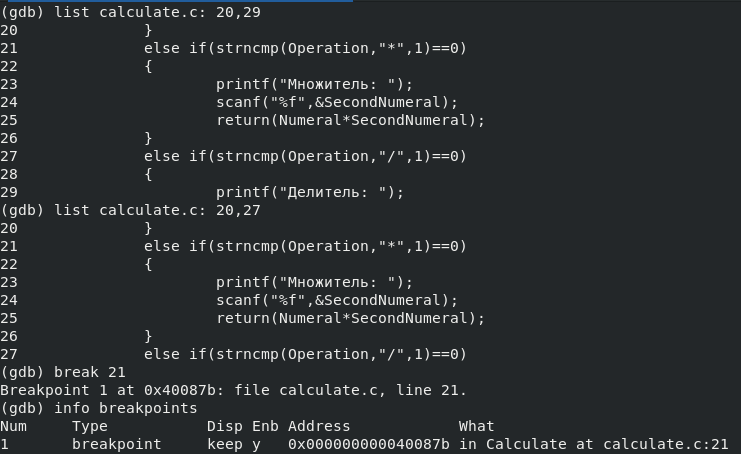 (gdb) list calculate.c: 20,29
20              }
21              else if(strncmp(Operation,"*",1)==0)
22              {
23                      printf("Множитель: ");
24                      scanf("%f",&SecondNumeral);
25                      return(Numeral*SecondNumeral);
26              }
27              else if(strncmp(Operation,"/",1)==0)
28              {
29                      printf("Делитель: ");
(gdb) list calculate.c: 20,27
20              }
21              else if(strncmp(Operation,"*",1)==0)
22              {
23                      printf("Множитель: ");
24                      scanf("%f",&SecondNumeral);
25                      return(Numeral*SecondNumeral);
26              }
27              else if(strncmp(Operation,"/",1)==0)
(gdb) break 21
Breakpoint 1 at 0x40087b: file calculate.c, line 21.
(gdb) info breakpoints
Num     Type           Disp Enb Address            What
1       breakpoint     keep y   0x000000000040087b in Calculate at calculate.c:21